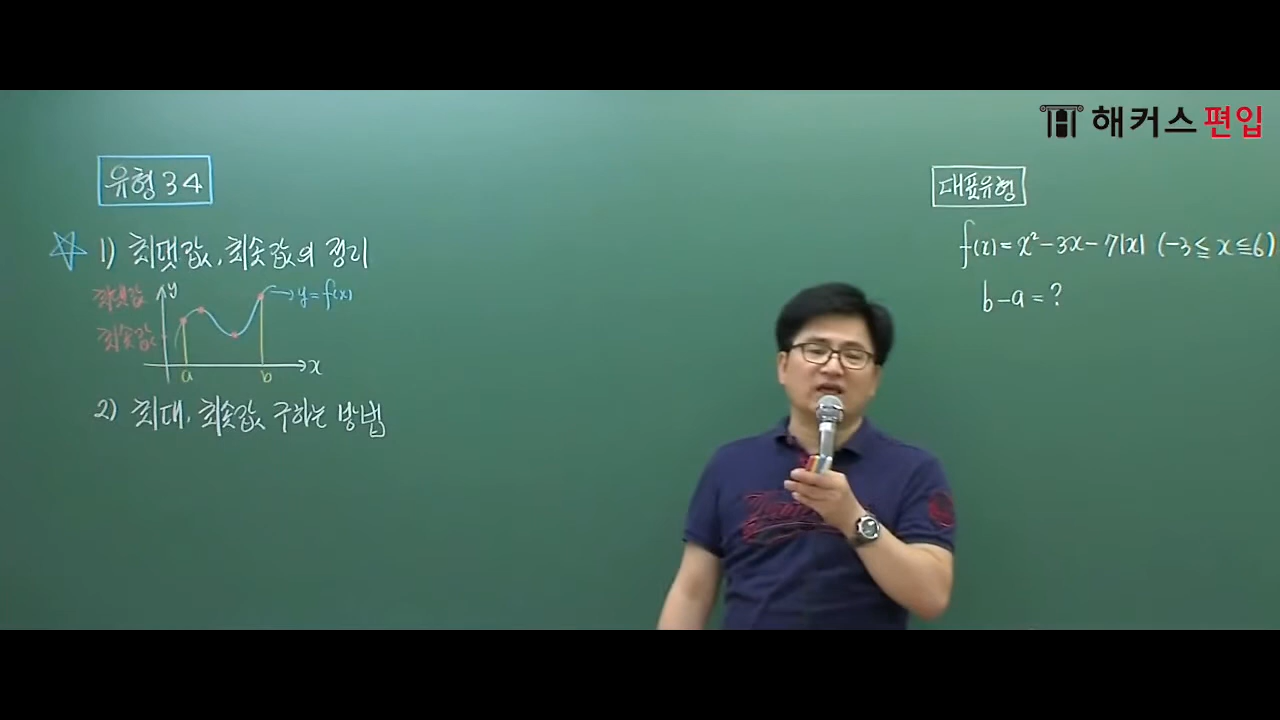 해커스편입
유형 34
1) 최댓값, 최솟값의 정리
최댓값
y
y=f(x)
최솟값
x
a
b
2) 최대, 최솟값 구하는 방법
대표유형
f(x) = x² - 3x - 7|x| (-3 ≦ x ≦ 6)
b - a = ?